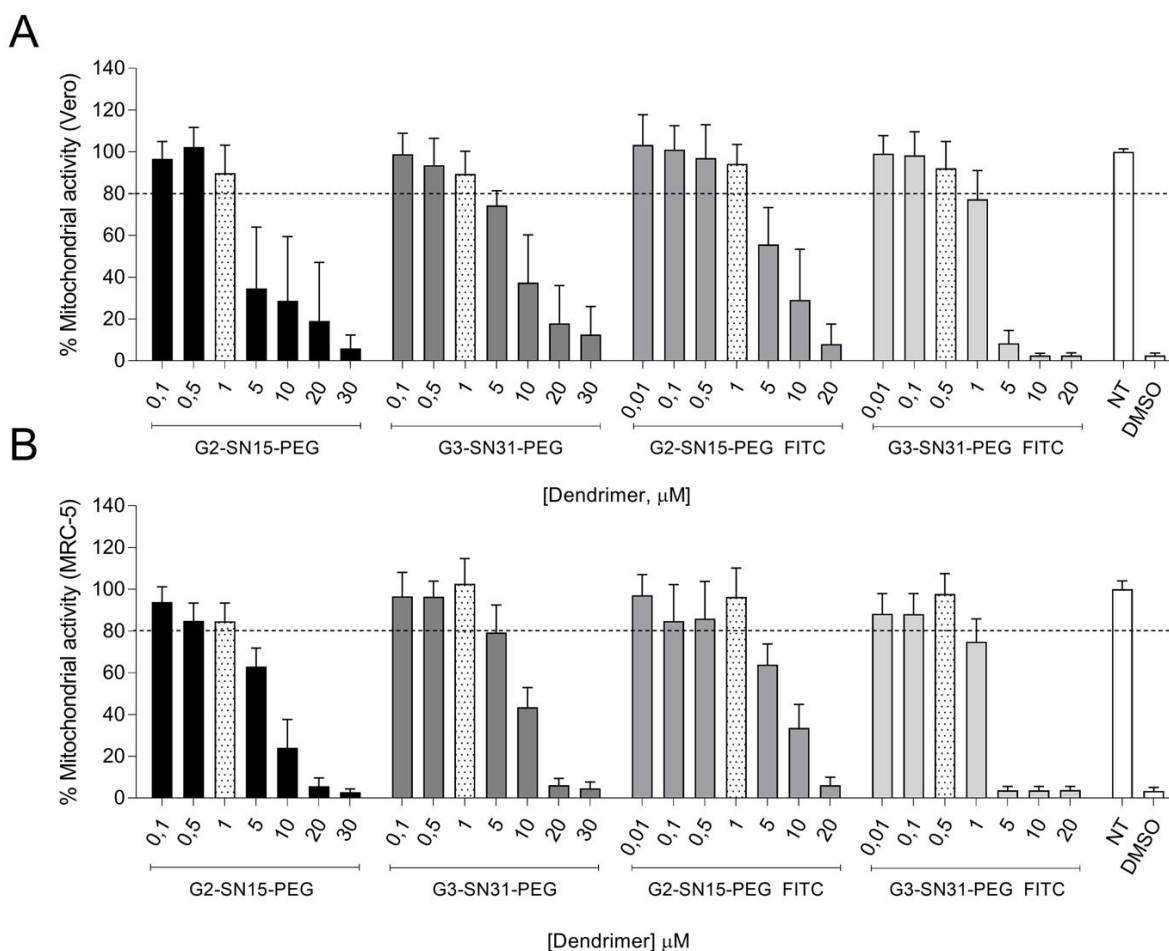 A
% Mitochondrial activity (Vero)
140
120
100
80
60
40
20
0
0,1 0,5 1 5 10 20 30 0,1 0,5 1 5 10 20 30 0,01 0,1 0,5 1 5 10 20 0,01 0,1 0,5 1 5 10 20 NT DMSO
G2-SN15-PEG G3-SN31-PEG G2-SN15-PEG FITC G3-SN31-PEG FITC
[Dendrimer, µM]
B
% Mitochondrial activity (MRC-5)
140
120
100
80
60
40
20
0
0,1 0,5 1 5 10 20 30 0,1 0,5 1 5 10 20 30 0,01 0,1 0,5 1 5 10 20 0,01 0,1 0,5 1 5 10 20 NT DMSO
G2-SN15-PEG G3-SN31-PEG G2-SN15-PEG FITC G3-SN31-PEG FITC
[Dendrimer] µM